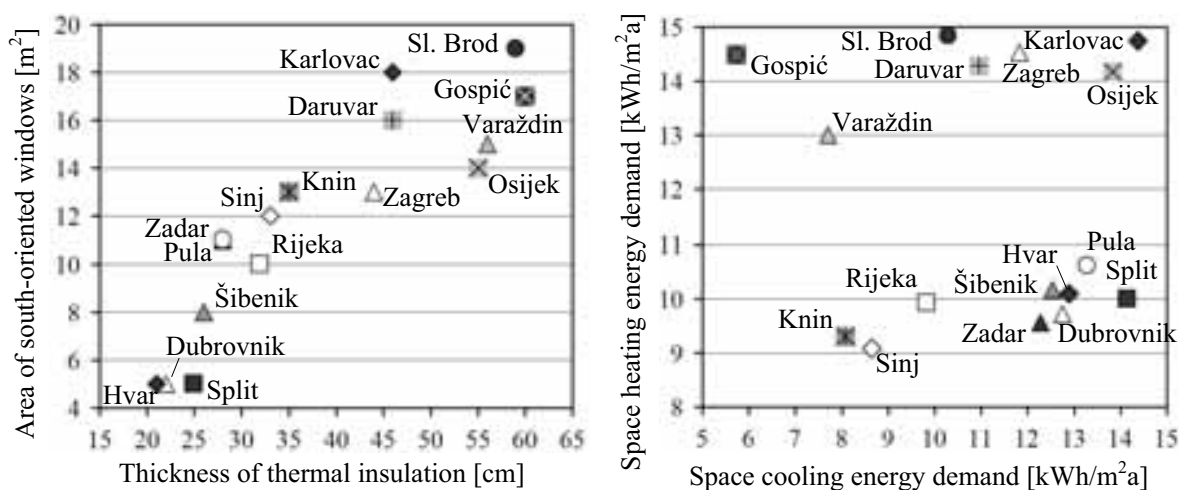 Area of south-oriented windows [m²]
20
18
16
14
12
10
8
6
4
Sl. Brod
Karlovac
Gospić
Daruvar
Varaždin
Osijek
Sinj
Knin
Zagreb
Zadar
Pula
Rijeka
Šibenik
Dubrovnik
Hvar
Split
15 20 25 30 35 40 45 50 55 60 65
Thickness of thermal insulation [cm]
Space heating energy demand [kWh/m²a]
15
14
13
12
11
10
9
8
Sl. Brod
Karlovac
Gospić
Daruvar
Zagreb
Osijek
Varaždin
Pula
Hvar
Split
Rijeka
Šibenik
Knin
Zadar
Dubrovnik
Sinj
5 6 7 8 9 10 11 12 13 14 15
Space cooling energy demand [kWh/m²a]